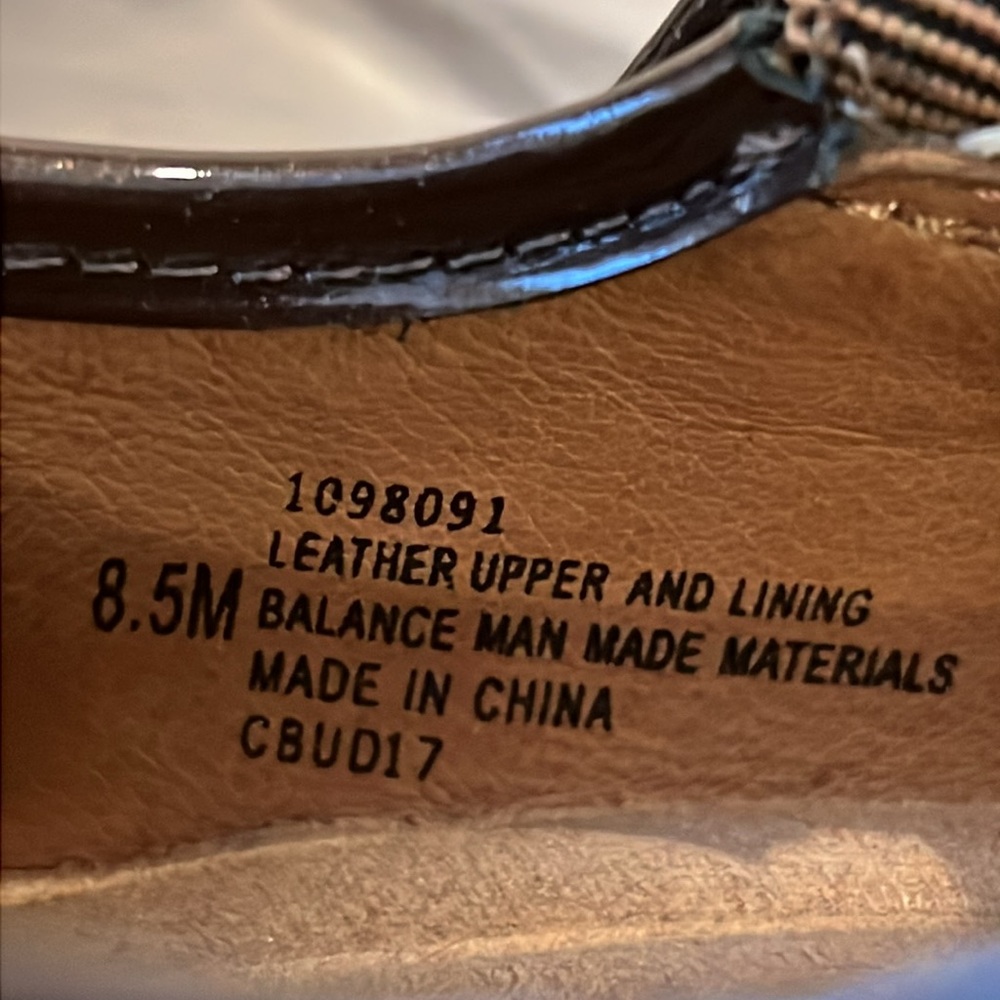 1098091
LEATHER UPPER AND LINING
8.5M BALANCE MAN MADE MATERIALS
MADE IN CHINA
CBUD17